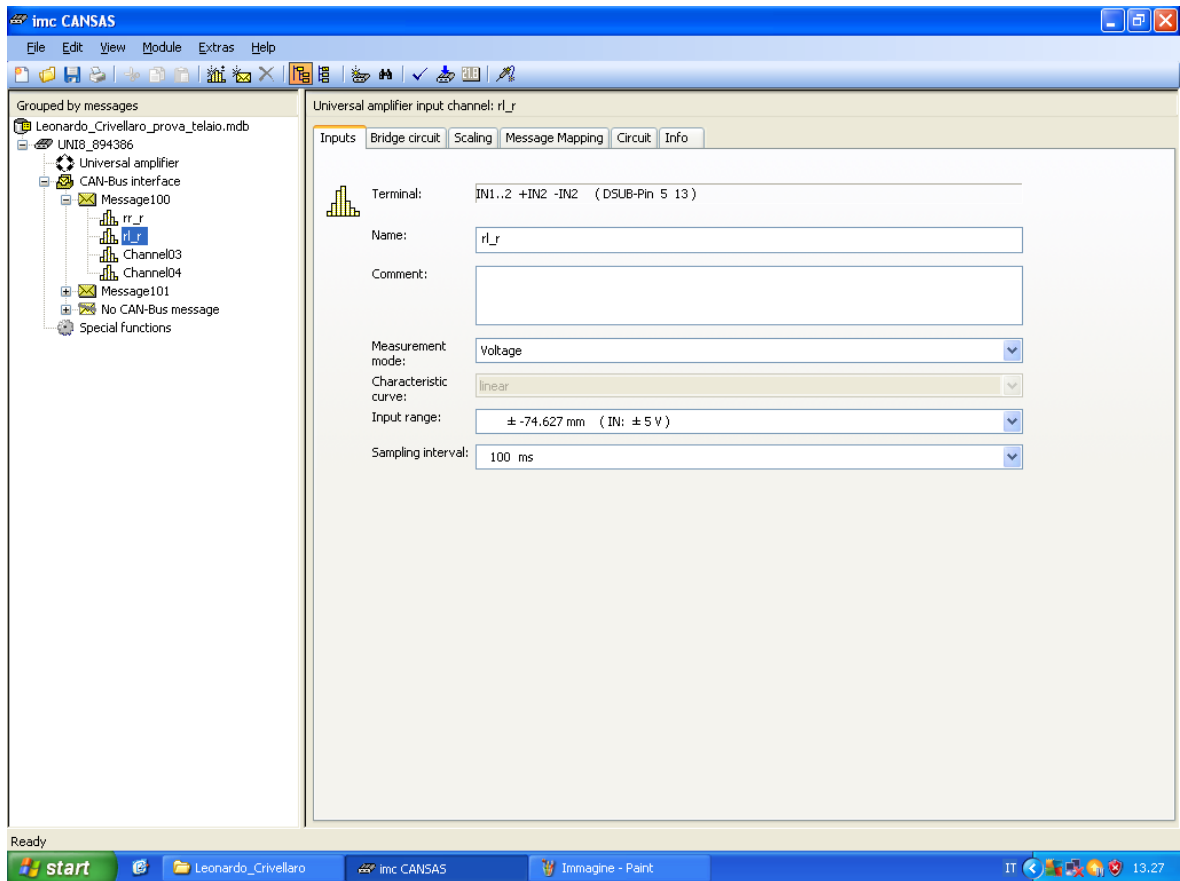 imc CANSAS
File Edit View Module Extras Help
Grouped by messages
Leonardo_Crivellaro_prova_telaio.mdb
UNI8_894386
Universal amplifier
CAN-Bus interface
Message100
rr_r
rl_r
Channel03
Channel04
Message101
No CAN-Bus message
Special functions
Universal amplifier input channel: rl_r
Inputs Bridge circuit Scaling Message Mapping Circuit Info
Terminal: IN1..2 +IN2 -IN2 ( DSUB-Pin 5 13 )
Name: rl_r
Comment:
Measurement mode: Voltage
Characteristic curve: linear
Input range: ± -74.627 mm ( IN: ± 5 V )
Sampling interval: 100 ms
Ready
start Leonardo_Crivellaro imc CANSAS Immagine - Paint IT 13.27